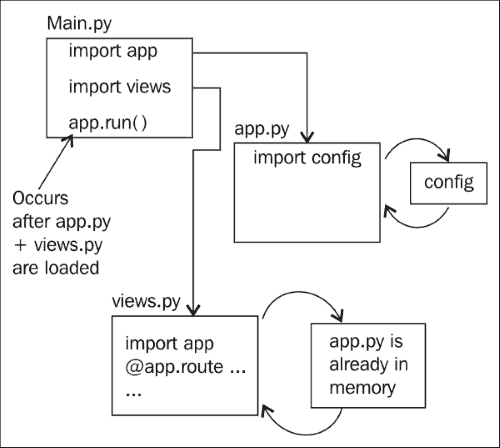 Main.py
import app
import views
app.run()
Occurs
after app.py
+ views.py
are loaded
app.py
import config
config
views.py
import app
@app.route ...
...
app.py is
already in
memory